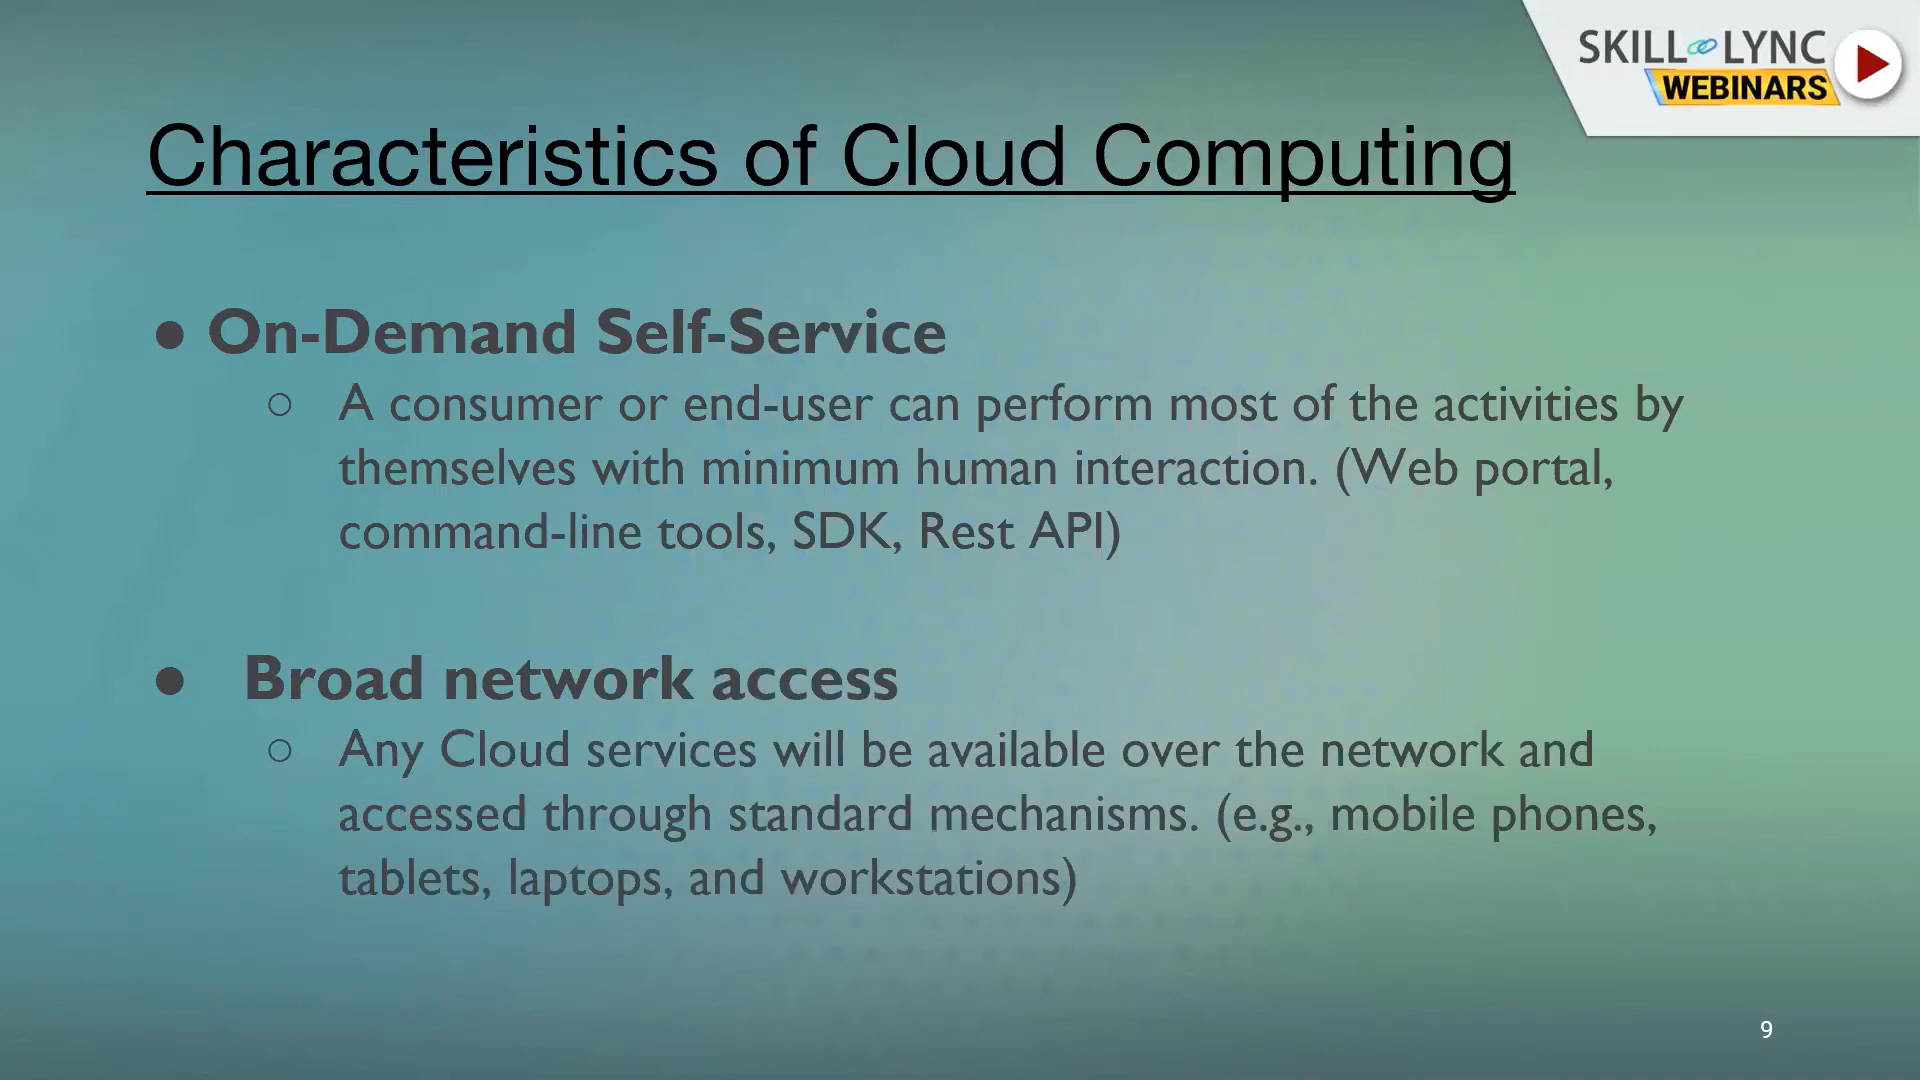 SKILL LYNC
WEBINARS
Characteristics of Cloud Computing
● On-Demand Self-Service
○ A consumer or end-user can perform most of the activities by
themselves with minimum human interaction. (Web portal,
command-line tools, SDK, Rest API)
● Broad network access
○ Any Cloud services will be available over the network and
accessed through standard mechanisms. (e.g., mobile phones,
tablets, laptops, and workstations)
9